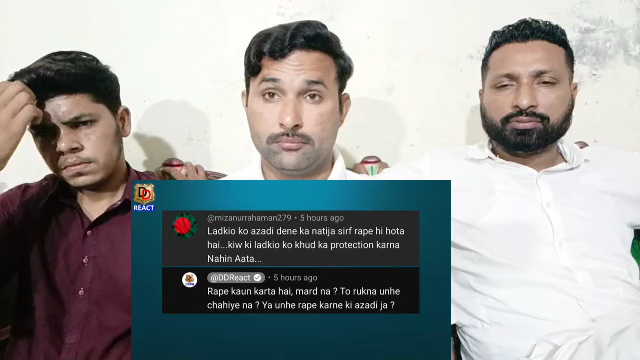 DD
REACT
@mizanurrahaman279 • 5 hours ago
Ladkio ko azadi dene ka natija sirf rape hi hota
hai...kiw ki ladkio ko khud ka protection karna
Nahin Aata...
@DDReact • 5 hours ago
Rape kaun karta hai, mard na ? To rukna unhe
chahiye na ? Ya unhe rape karne ki azadi ja ?